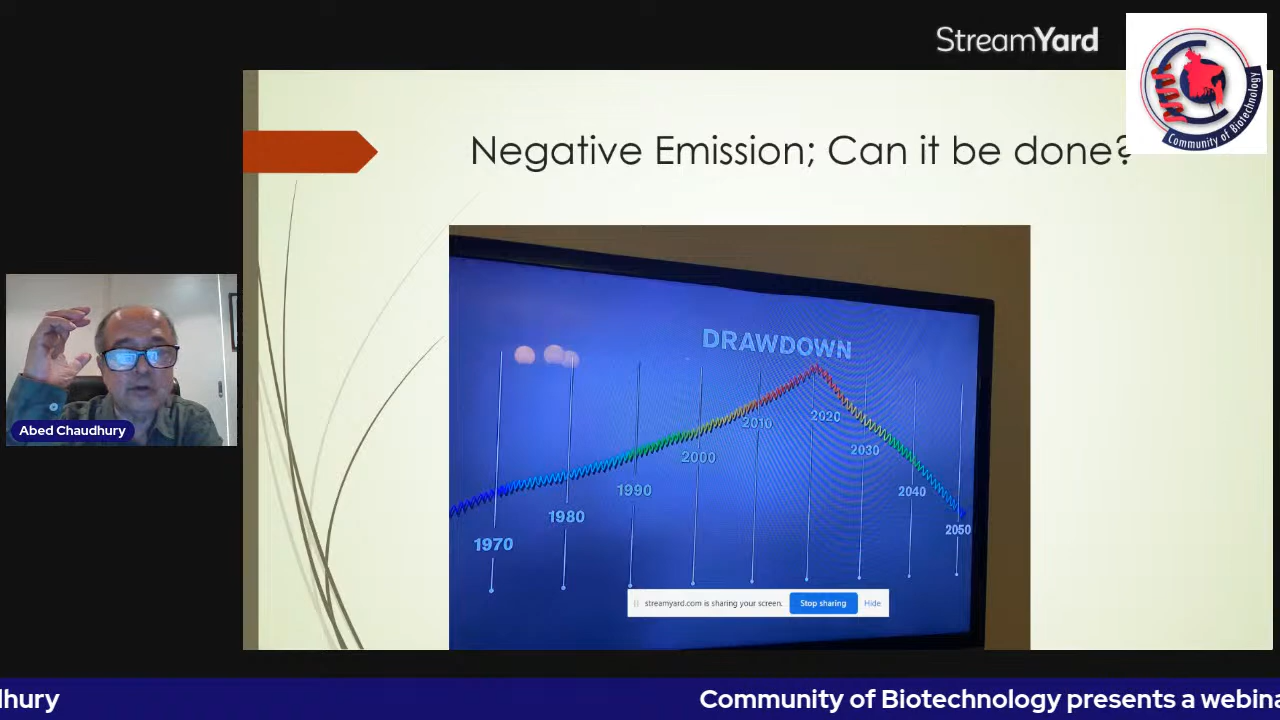 StreamYard
Community of Biotechnology
Negative Emission; Can it be done?
DRAWDOWN
2010
2020
2000
2030
1990
2040
1980
2050
1970
streamyard.com is sharing your screen.
Stop sharing
Hide
Abed Chaudhury
dhury
Community of Biotechnology presents a webina